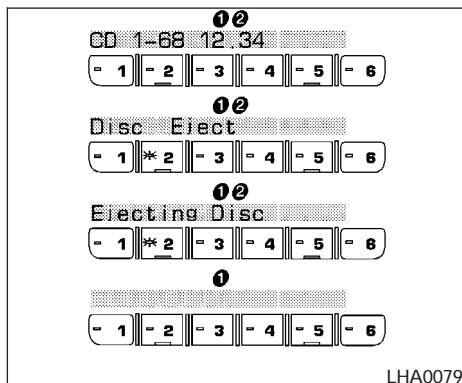 ❶❷
CD 1-68 12.34
1 2 3 4 5 6
❶❷
Disc Eject
1 2 3 4 5 6
❶❷
Ejecting Disc
1 2 3 4 5 6
❶
1 2 3 4 5 6
LHA0079